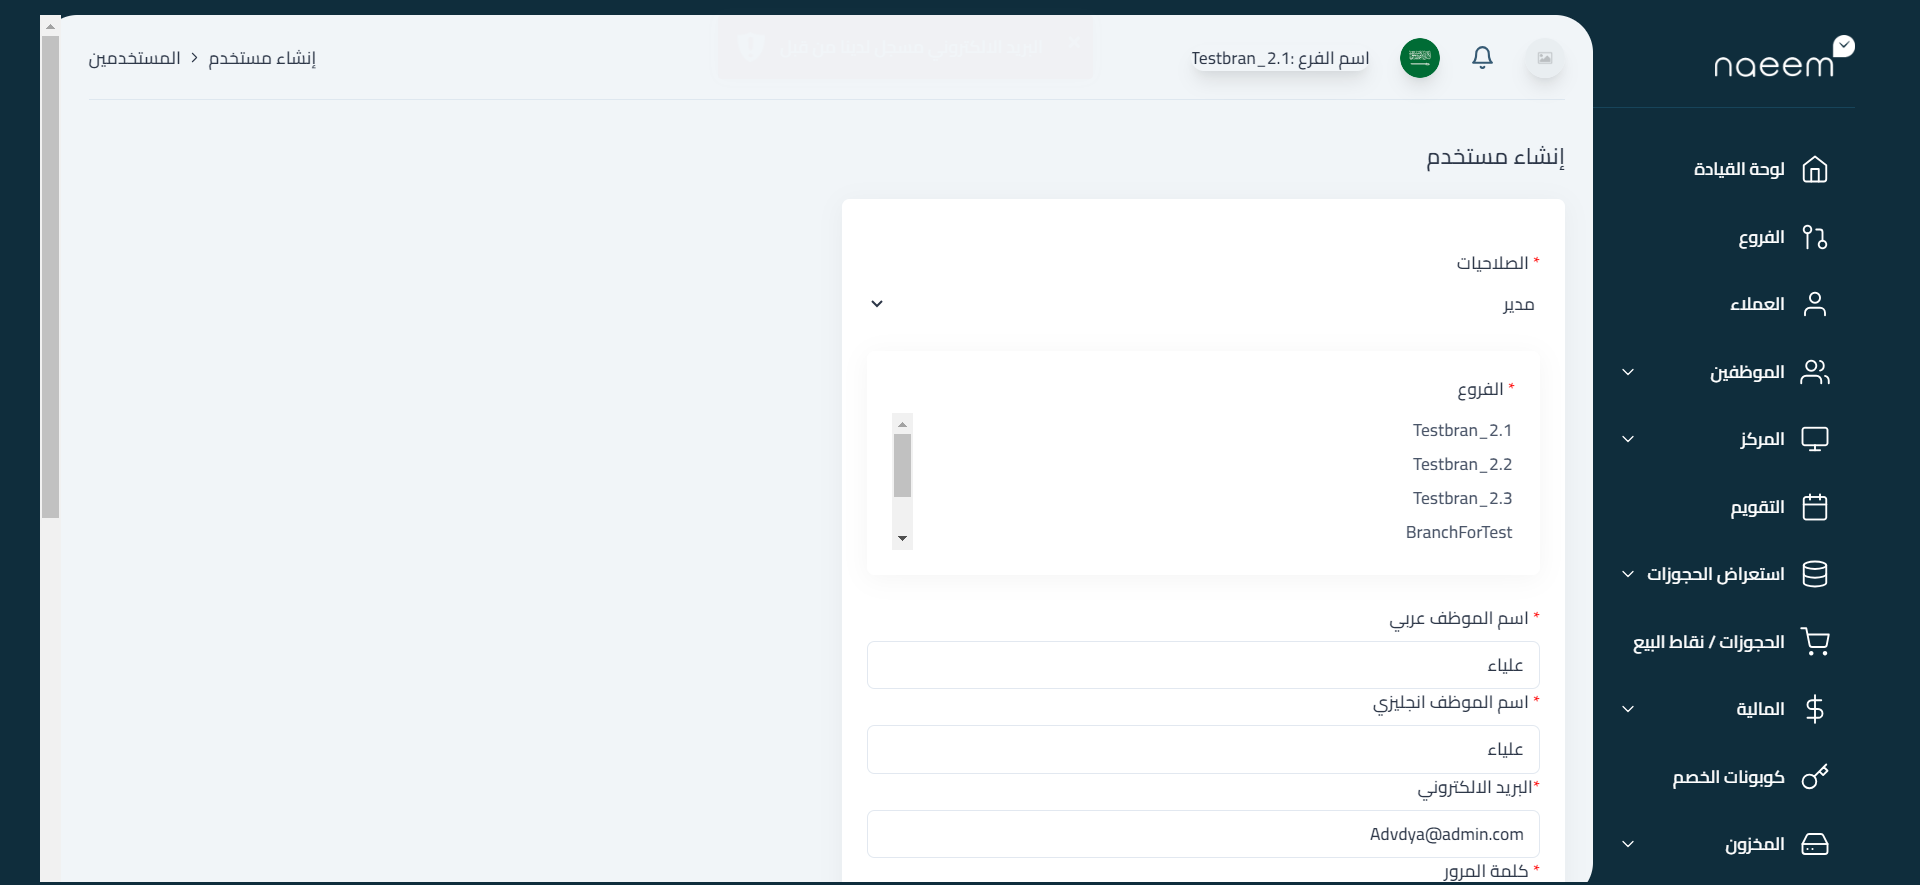 naeem
لوحة القيادة
الفروع
العملاء
الموظفين
المركز
التقويم
استعراض الحجوزات
الحجوزات / نقاط البيع
المالية
كوبونات الخصم
المخزون
اسم الفرع :Testbran_2.1
المستخدمين > إنشاء مستخدم
إنشاء مستخدم
* الصلاحيات
مدير
* الفروع
Testbran_2.1
Testbran_2.2
Testbran_2.3
BranchForTest
* اسم الموظف عربي
علياء
* اسم الموظف انجليزي
علياء
*البريد الالكتروني
Advdya@admin.com
* كلمة المرور